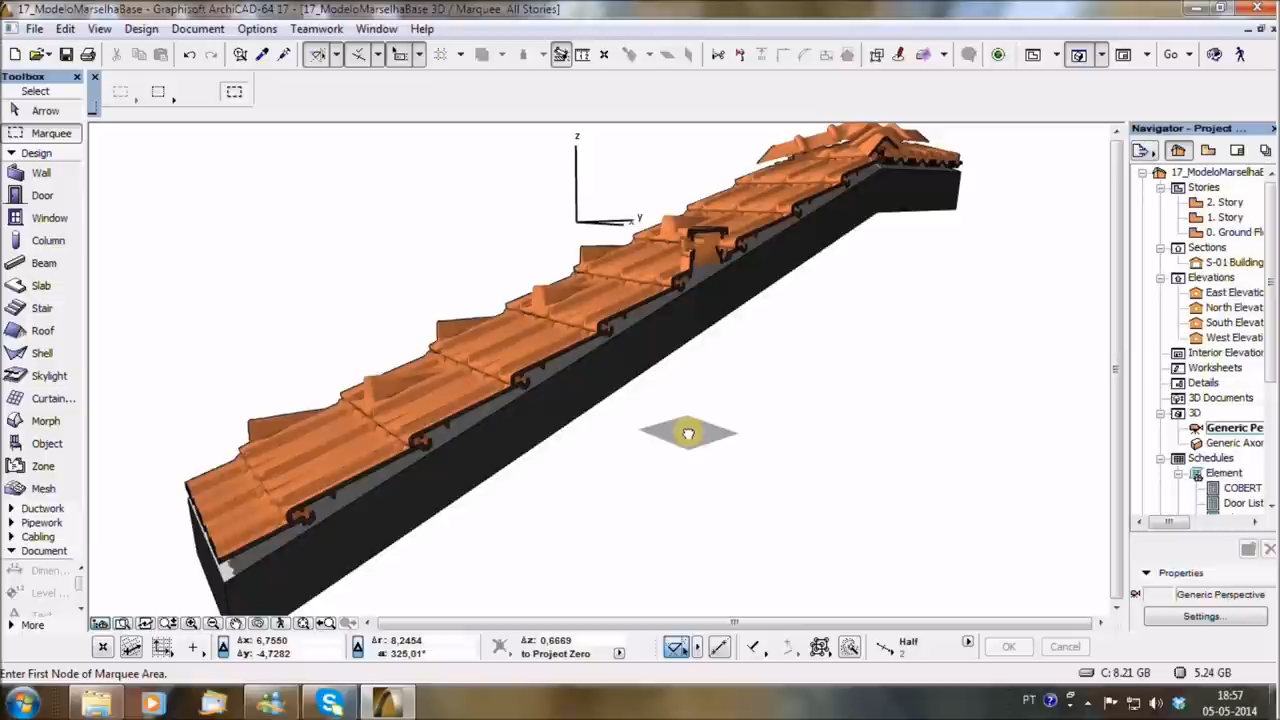 17_ModeloMarselhaBase - Graphisoft ArchiCAD-64 17 - [17_ModeloMarselhaBase 3D / Marquee, All Stories]
File Edit View Design Document Options Teamwork Window Help
Go
Toolbox
Select
Arrow
Marquee
Design
Wall
Door
Window
Column
Beam
Slab
Stair
Roof
Shell
Skylight
Curtain...
Morph
Object
Zone
Mesh
Ductwork
Pipework
Cabling
Document
Dimen...
Level ...
More
z
y
x
Navigator - Project ...
17_ModeloMarselhaB
Stories
2. Story
1. Story
0. Ground Fl
Sections
S-01 Building
Elevations
East Elevatic
North Elevat
South Elevat
West Elevati
Interior Elevation
Worksheets
Details
3D Documents
3D
Generic Pe
Generic Axon
Schedules
Element
COBERT
Door List
Properties
Generic Perspective
Settings...
Δx: 6,7550
Δy: -4,7282
Δr: 8,2454
a: 325,01°
Δz: 0,6669
to Project Zero
Half
2
OK
Cancel
Enter First Node of Marquee Area.
C: 8.21 GB
5.24 GB
PT
18:57
05-05-2014